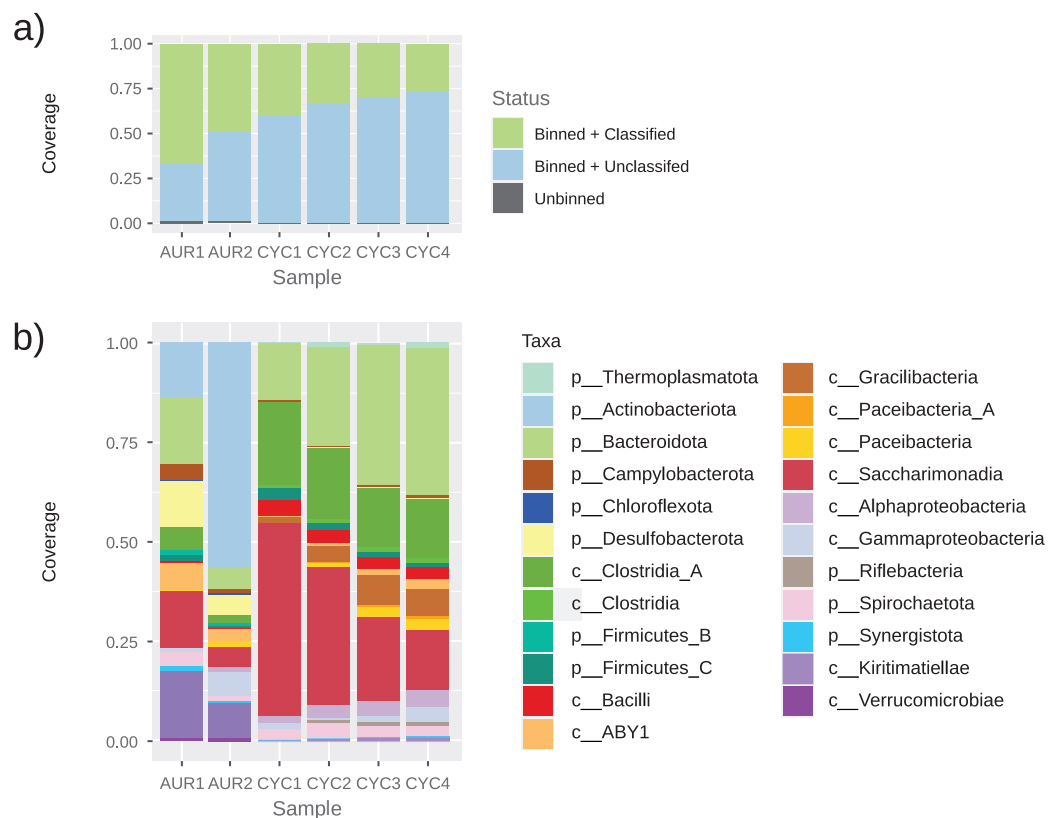 a)
1.00
0.75
0.50
0.25
0.00
Coverage
AUR1 AUR2 CYC1 CYC2 CYC3 CYC4
Sample
Status
Binned + Classified
Binned + Unclassifed
Unbinned
b)
1.00
0.75
0.50
0.25
0.00
Coverage
AUR1 AUR2 CYC1 CYC2 CYC3 CYC4
Sample
Taxa
p__Thermoplasmatota
p__Actinobacteriota
p__Bacteroidota
p__Campylobacterota
p__Chloroflexota
p__Desulfobacterota
c__Clostridia_A
c__Clostridia
p__Firmicutes_B
p__Firmicutes_C
c__Bacilli
c__ABY1
c__Gracilibacteria
c__Paceibacteria_A
c__Paceibacteria
c__Saccharimonadia
c__Alphaproteobacteria
c__Gammaproteobacteria
p__Riflebacteria
p__Spirochaetota
p__Synergistota
c__Kiritimatiellae
c__Verrucomicrobiae